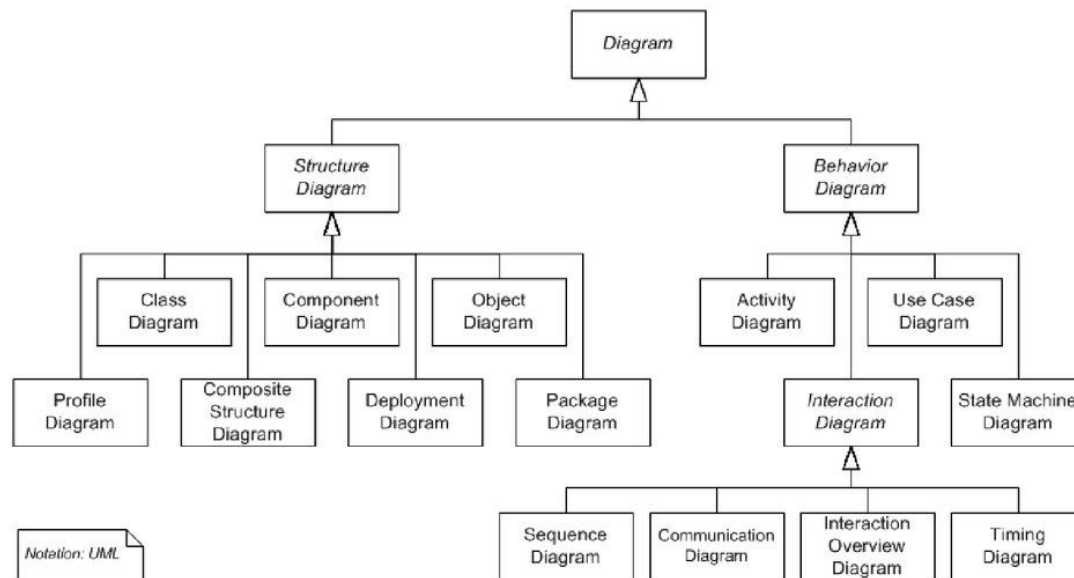 Diagram
Structure
Diagram
Behavior
Diagram
Class
Diagram
Component
Diagram
Object
Diagram
Activity
Diagram
Use Case
Diagram
Profile
Diagram
Composite
Structure
Diagram
Deployment
Diagram
Package
Diagram
Interaction
Diagram
State Machine
Diagram
Sequence
Diagram
Communication
Diagram
Interaction
Overview
Diagram
Timing
Diagram
Notation: UML